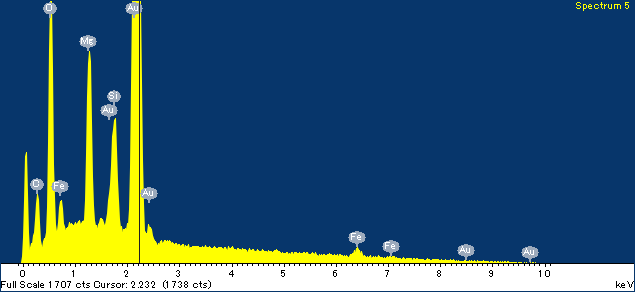 Spectrum 5
O Au
Mg
Si
Au
C Fe Au
Fe Fe Au Au
0 1 2 3 4 5 6 7 8 9 10
Full Scale 1707 cts Cursor: 2.232 (1738 cts) keV